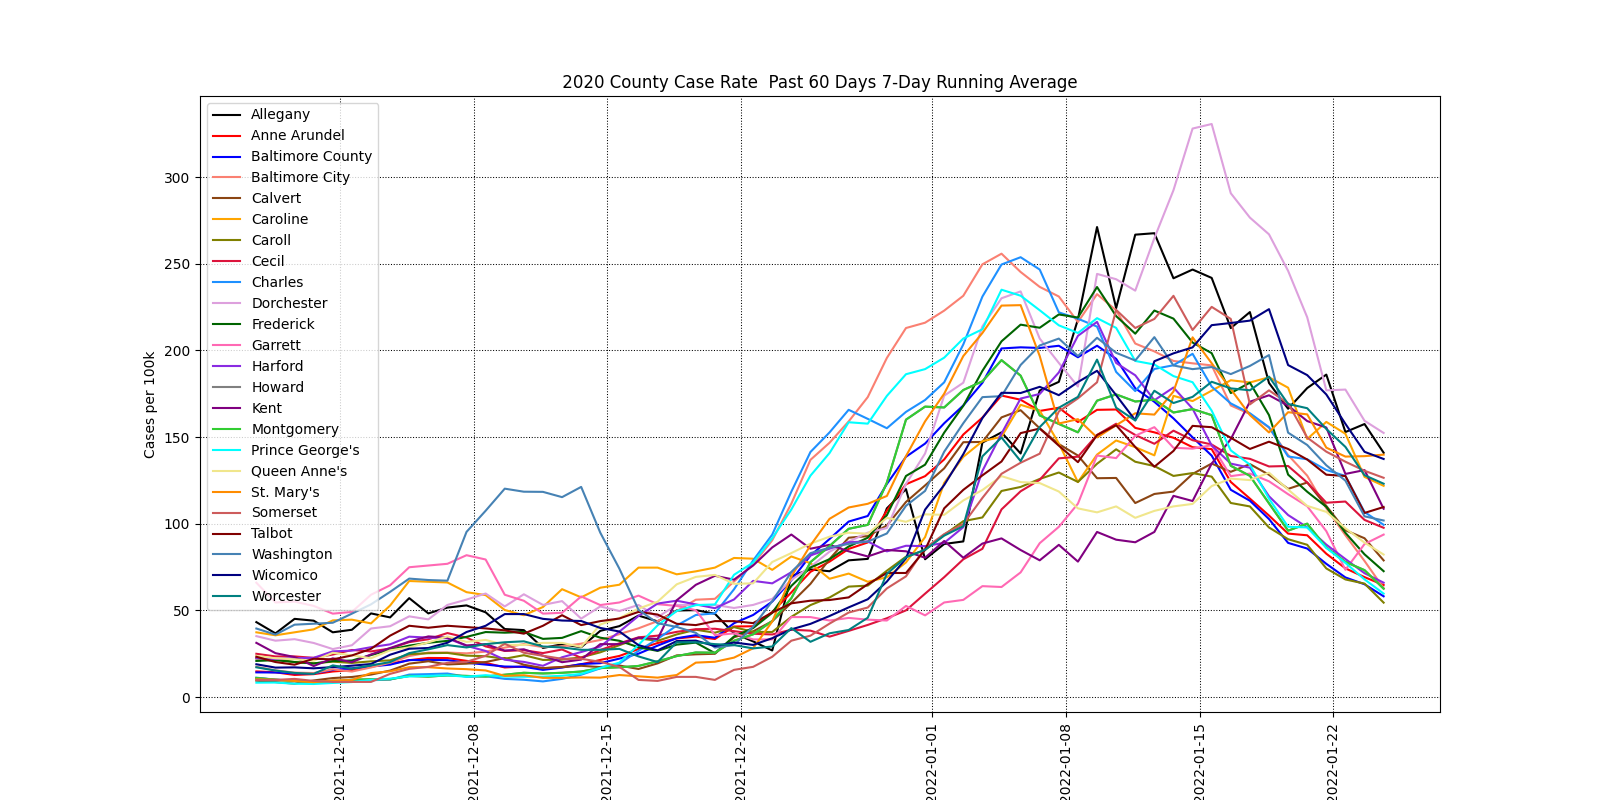 2020 County Case Rate  Past 60 Days 7-Day Running Average
Allegany
Anne Arundel
Baltimore County
Baltimore City
Calvert
Caroline
Caroll
Cecil
Charles
Dorchester
Frederick
Garrett
Harford
Howard
Kent
Montgomery
Prince George's
Queen Anne's
St. Mary's
Somerset
Talbot
Washington
Wicomico
Worcester
Cases per 100k
300
250
200
150
100
50
0
2021-12-01
2021-12-08
2021-12-15
2021-12-22
2022-01-01
2022-01-08
2022-01-15
2022-01-22